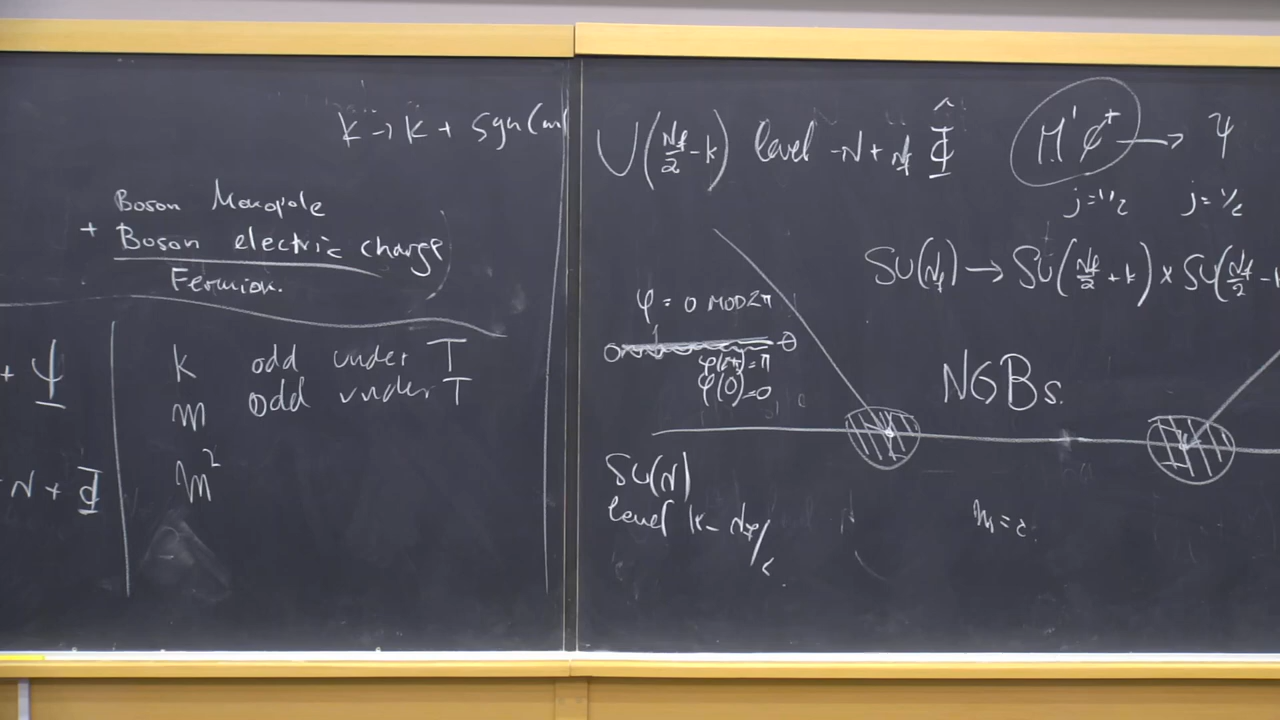 k → k + sgn(m
Boson Monopole
+ Boson electric charge
Fermion.
+ Ψ
k odd under T
m odd under T
N + Φ
m²
U(Nf/2 - k) level -N + Nf Φ̂
M'φ⁺ → Ψ
j=1/2 j=1/2
SU(Nf) → SU(Nf/2 + k) × SU(Nf/2 -
φ = 0 MOD 2π
φ(0)=0
NGBs.
SU(N)
level k - Nf/2
m =